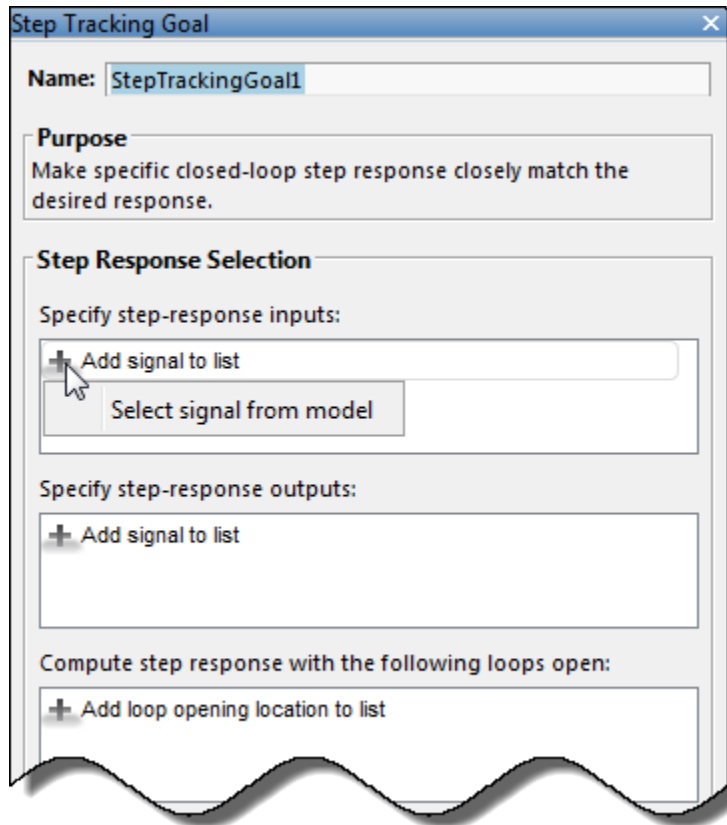 Step Tracking Goal
Name: StepTrackingGoal1
Purpose
Make specific closed-loop step response closely match the
desired response.
Step Response Selection
Specify step-response inputs:
Add signal to list
Select signal from model
Specify step-response outputs:
Add signal to list
Compute step response with the following loops open:
Add loop opening location to list